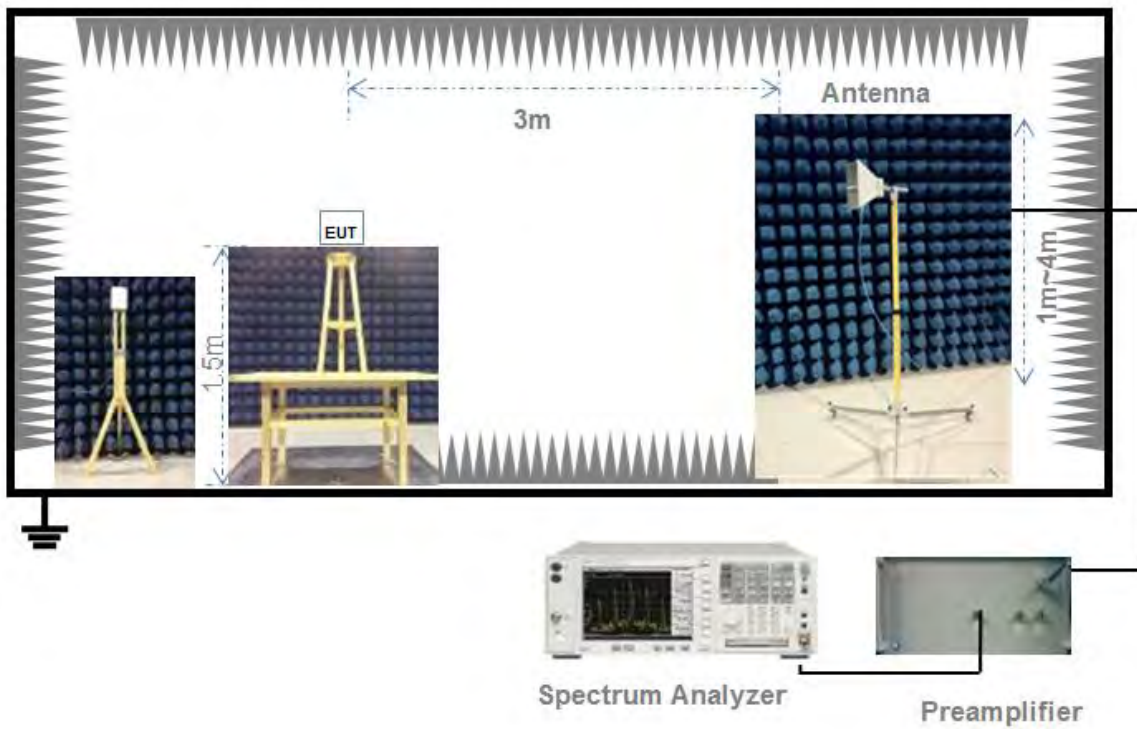 Antenna
3m
EUT
1m~4m
1.5m
Spectrum Analyzer
Preamplifier